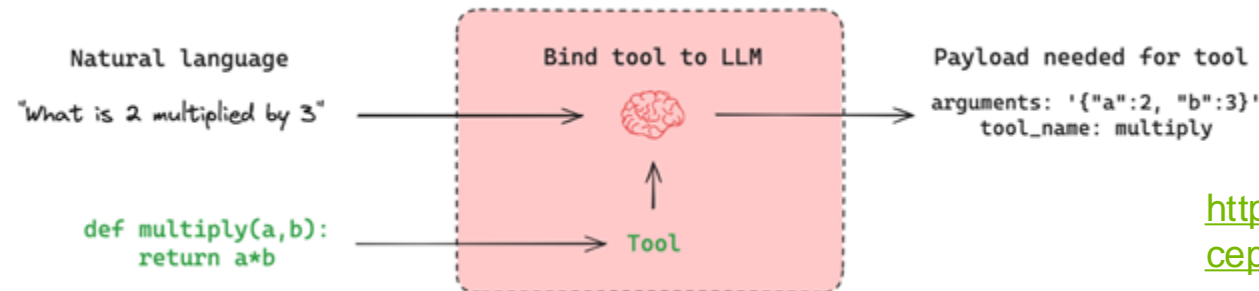 Natural language
"What is 2 multiplied by 3"
def multiply(a,b):
return a*b
Bind tool to LLM
Tool
Payload needed for tool
arguments: '{"a":2, "b":3}'
tool_name: multiply